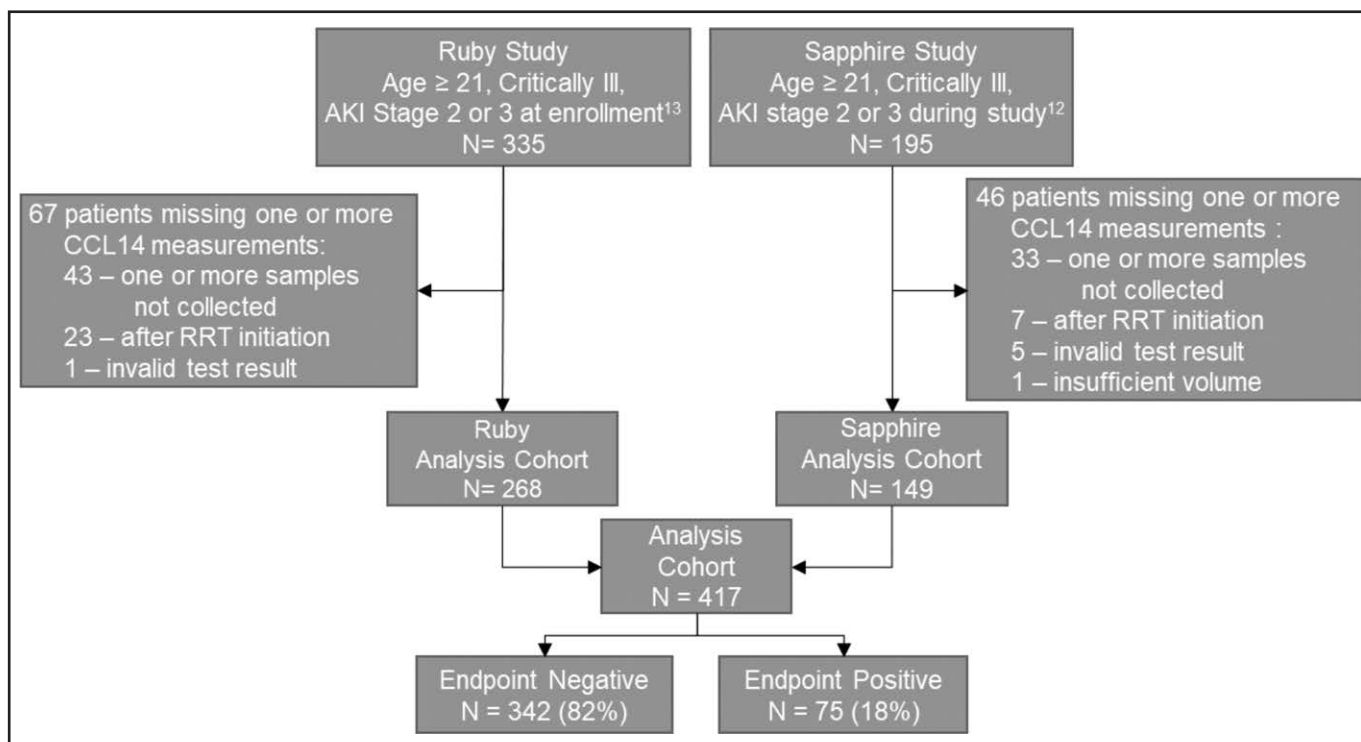 Ruby Study
Age ≥ 21, Critically Ill,
AKI Stage 2 or 3 at enrollment¹³
N= 335
Sapphire Study
Age ≥ 21, Critically Ill,
AKI stage 2 or 3 during study¹²
N= 195
67 patients missing one or more
CCL14 measurements:
43 – one or more samples
not collected
23 – after RRT initiation
1 – invalid test result
46 patients missing one or more
CCL14 measurements :
33 – one or more samples
not collected
7 – after RRT initiation
5 – invalid test result
1 – insufficient volume
Ruby
Analysis Cohort
N= 268
Sapphire
Analysis Cohort
N= 149
Analysis
Cohort
N = 417
Endpoint Negative
N = 342 (82%)
Endpoint Positive
N = 75 (18%)